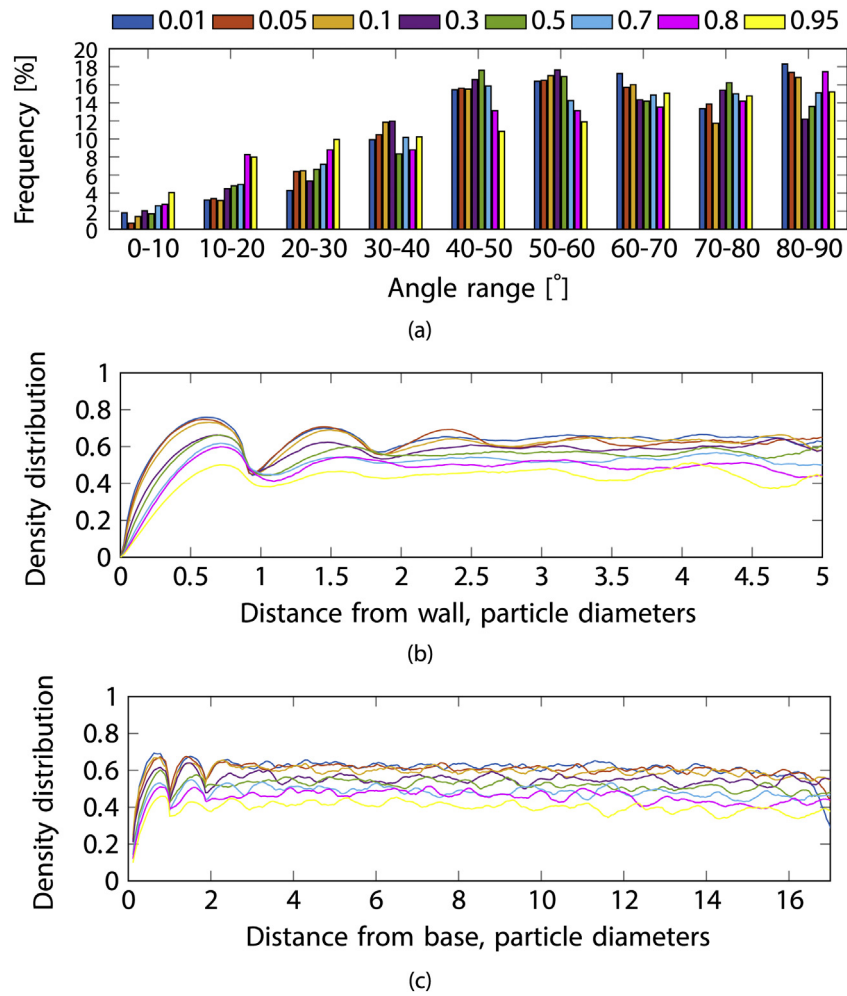 0.01 0.05 0.1 0.3 0.5 0.7 0.8 0.95
Frequency [%]
20
18
16
14
12
10
8
6
4
2
0
0-10 10-20 20-30 30-40 40-50 50-60 60-70 70-80 80-90
Angle range [°]
(a)
Density distribution
1
0.8
0.6
0.4
0.2
0
0 0.5 1 1.5 2 2.5 3 3.5 4 4.5 5
Distance from wall, particle diameters
(b)
Density distribution
1
0.8
0.6
0.4
0.2
0
0 2 4 6 8 10 12 14 16
Distance from base, particle diameters
(c)